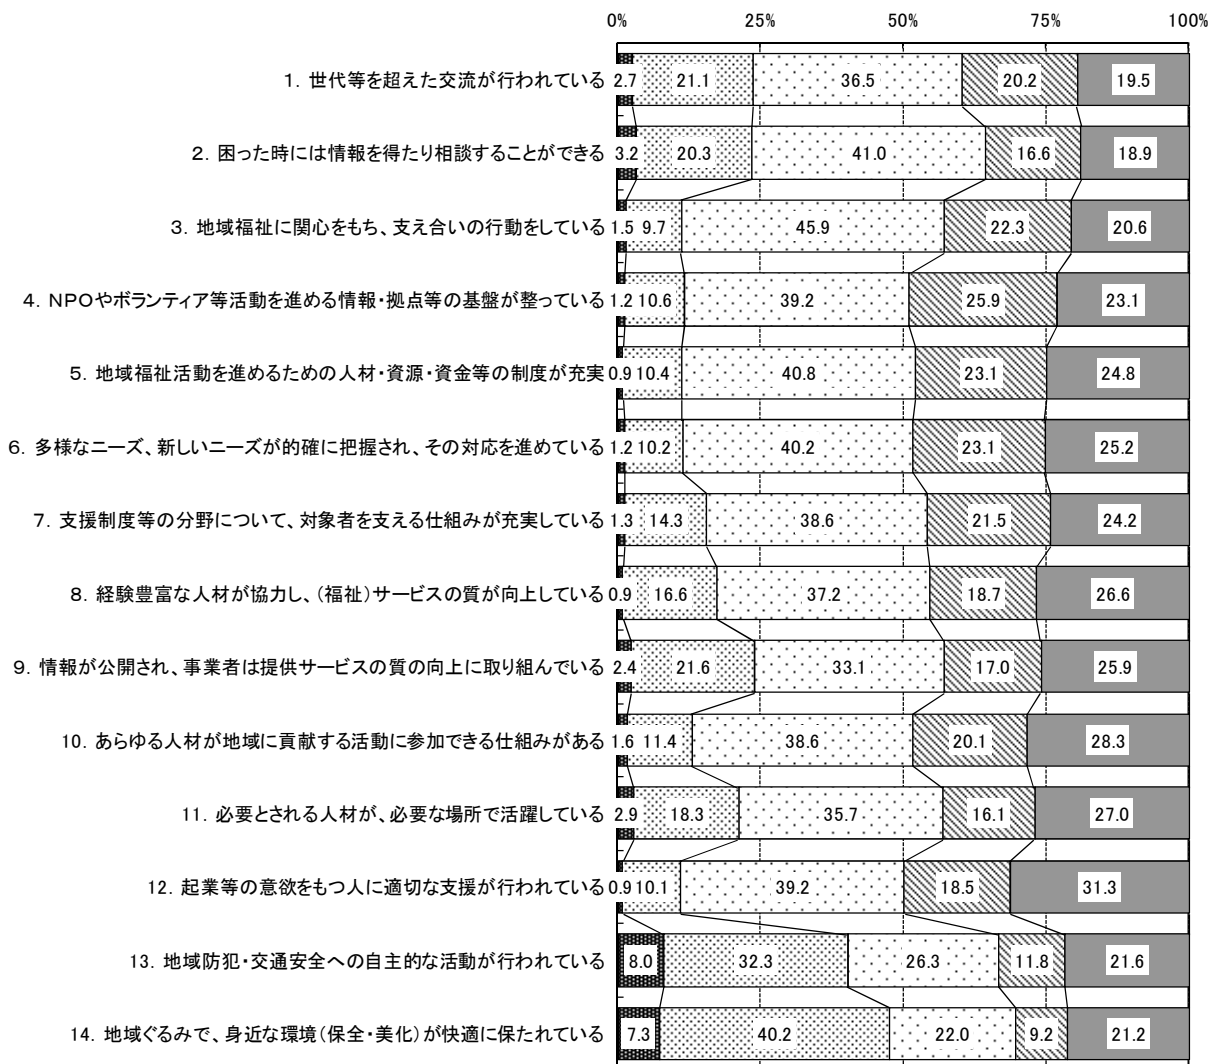 0% 25% 50% 75% 100%
1. 世代等を超えた交流が行われている 2.7 21.1 36.5 20.2 19.5
2. 困った時には情報を得たり相談することができる 3.2 20.3 41.0 16.6 18.9
3. 地域福祉に関心をもち、支え合いの行動をしている 1.5 9.7 45.9 22.3 20.6
4. NPOやボランティア等活動を進める情報・拠点等の基盤が整っている 1.2 10.6 39.2 25.9 23.1
5. 地域福祉活動を進めるための人材・資源・資金等の制度が充実 0.9 10.4 40.8 23.1 24.8
6. 多様なニーズ、新しいニーズが的確に把握され、その対応を進めている 1.2 10.2 40.2 23.1 25.2
7. 支援制度等の分野について、対象者を支える仕組みが充実している 1.3 14.3 38.6 21.5 24.2
8. 経験豊富な人材が協力し、(福祉)サービスの質が向上している 0.9 16.6 37.2 18.7 26.6
9. 情報が公開され、事業者は提供サービスの質の向上に取り組んでいる 2.4 21.6 33.1 17.0 25.9
10. あらゆる人材が地域に貢献する活動に参加できる仕組みがある 1.6 11.4 38.6 20.1 28.3
11. 必要とされる人材が、必要な場所で活躍している 2.9 18.3 35.7 16.1 27.0
12. 起業等の意欲をもつ人に適切な支援が行われている 0.9 10.1 39.2 18.5 31.3
13. 地域防犯・交通安全への自主的な活動が行われている 8.0 32.3 26.3 11.8 21.6
14. 地域ぐるみで、身近な環境(保全・美化)が快適に保たれている 7.3 40.2 22.0 9.2 21.2